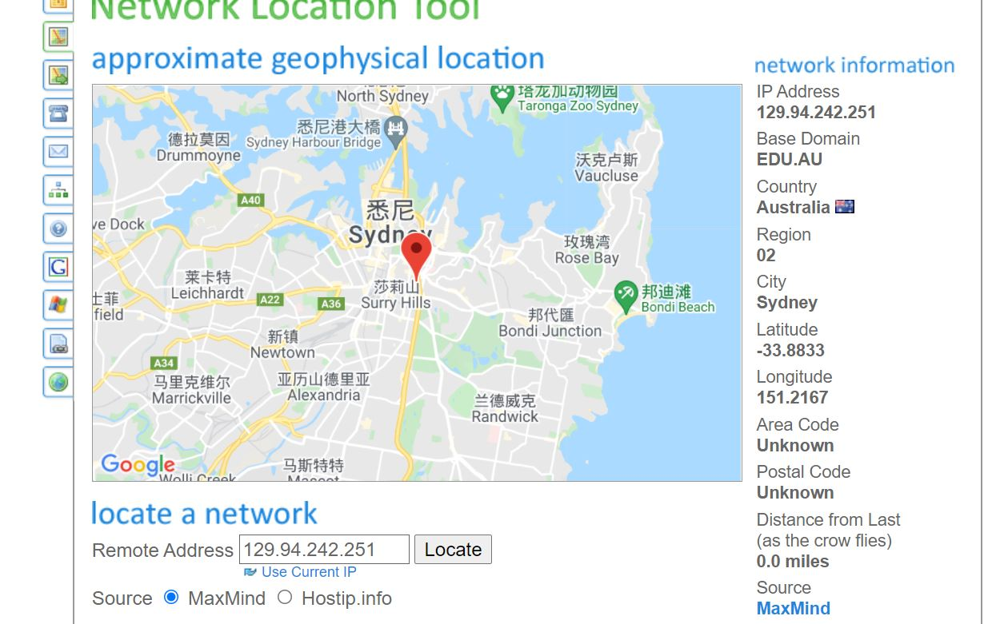 Network Location Tool
approximate geophysical location
network information
North Sydney
塔龙加动物园
Taronga Zoo Sydney
悉尼港大橋
Sydney Harbour Bridge
德拉莫因
Drummoyne
沃克卢斯
Vaucluse
A40
悉尼
Sydney
ve Dock
玫瑰湾
Rose Bay
莱卡特
Leichhardt
莎莉山
Surry Hills
A22
A36
邦迪滩
Bondi Beach
士菲
field
邦代匯
Bondi Junction
新镇
Newtown
A34
马里克维尔
Marrickville
亚历山德里亚
Alexandria
兰德威克
Randwick
马斯特特
Mascot
Google
Wolli Creek
IP Address
129.94.242.251
Base Domain
EDU.AU
Country
Australia
Region
02
City
Sydney
Latitude
-33.8833
Longitude
151.2167
Area Code
Unknown
Postal Code
Unknown
Distance from Last
(as the crow flies)
0.0 miles
Source
MaxMind
locate a network
Remote Address 129.94.242.251 Locate
Use Current IP
Source MaxMind Hostip.info